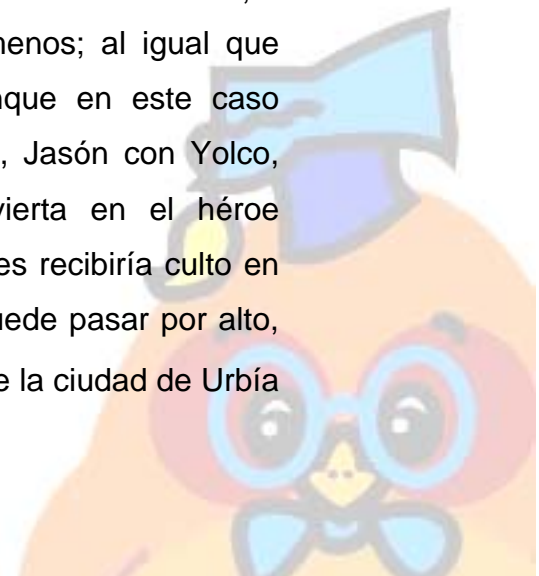 menos; al igual que
nque en este caso
, Jasón con Yolco,
vierta en el héroe
es recibiría culto en
uede pasar por alto,
e la ciudad de Urbía